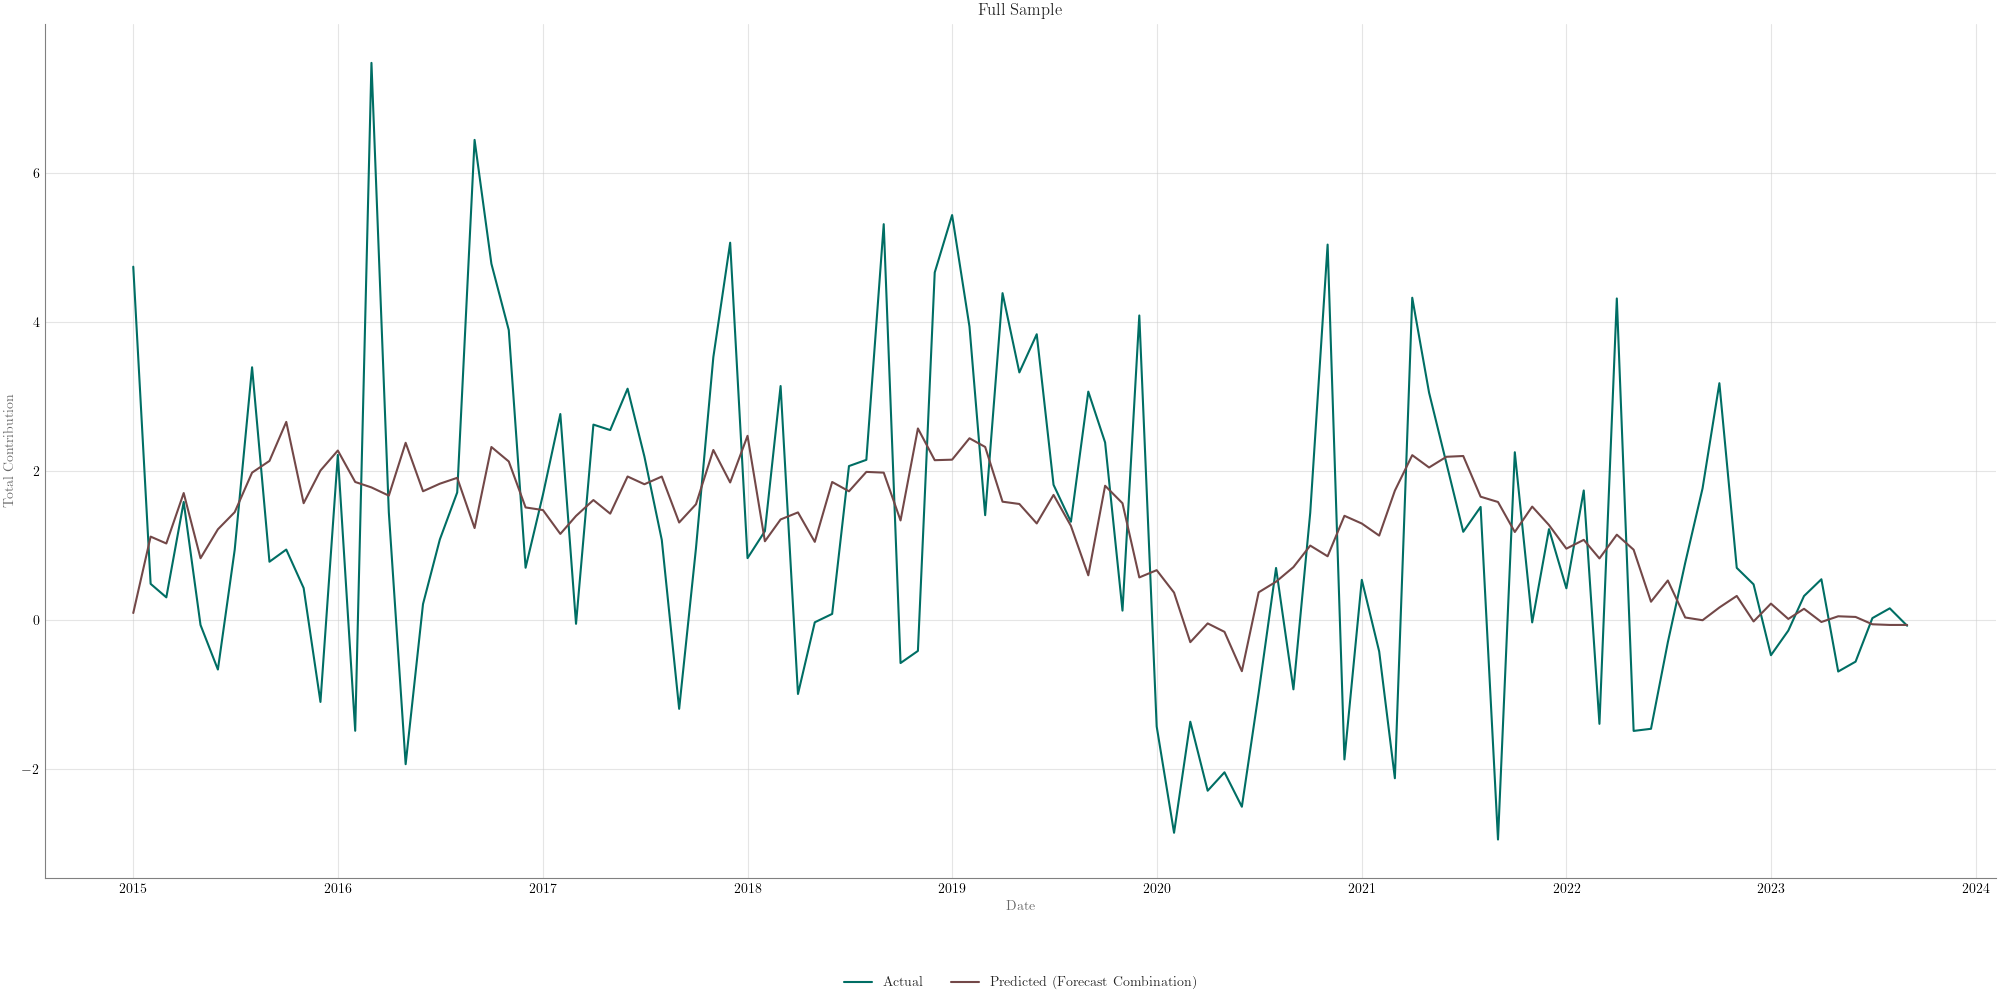 Full Sample
Total Contribution
6
4
2
0
−2
2015 2016 2017 2018 2019 2020 2021 2022 2023 2024
Date
Actual Predicted (Forecast Combination)